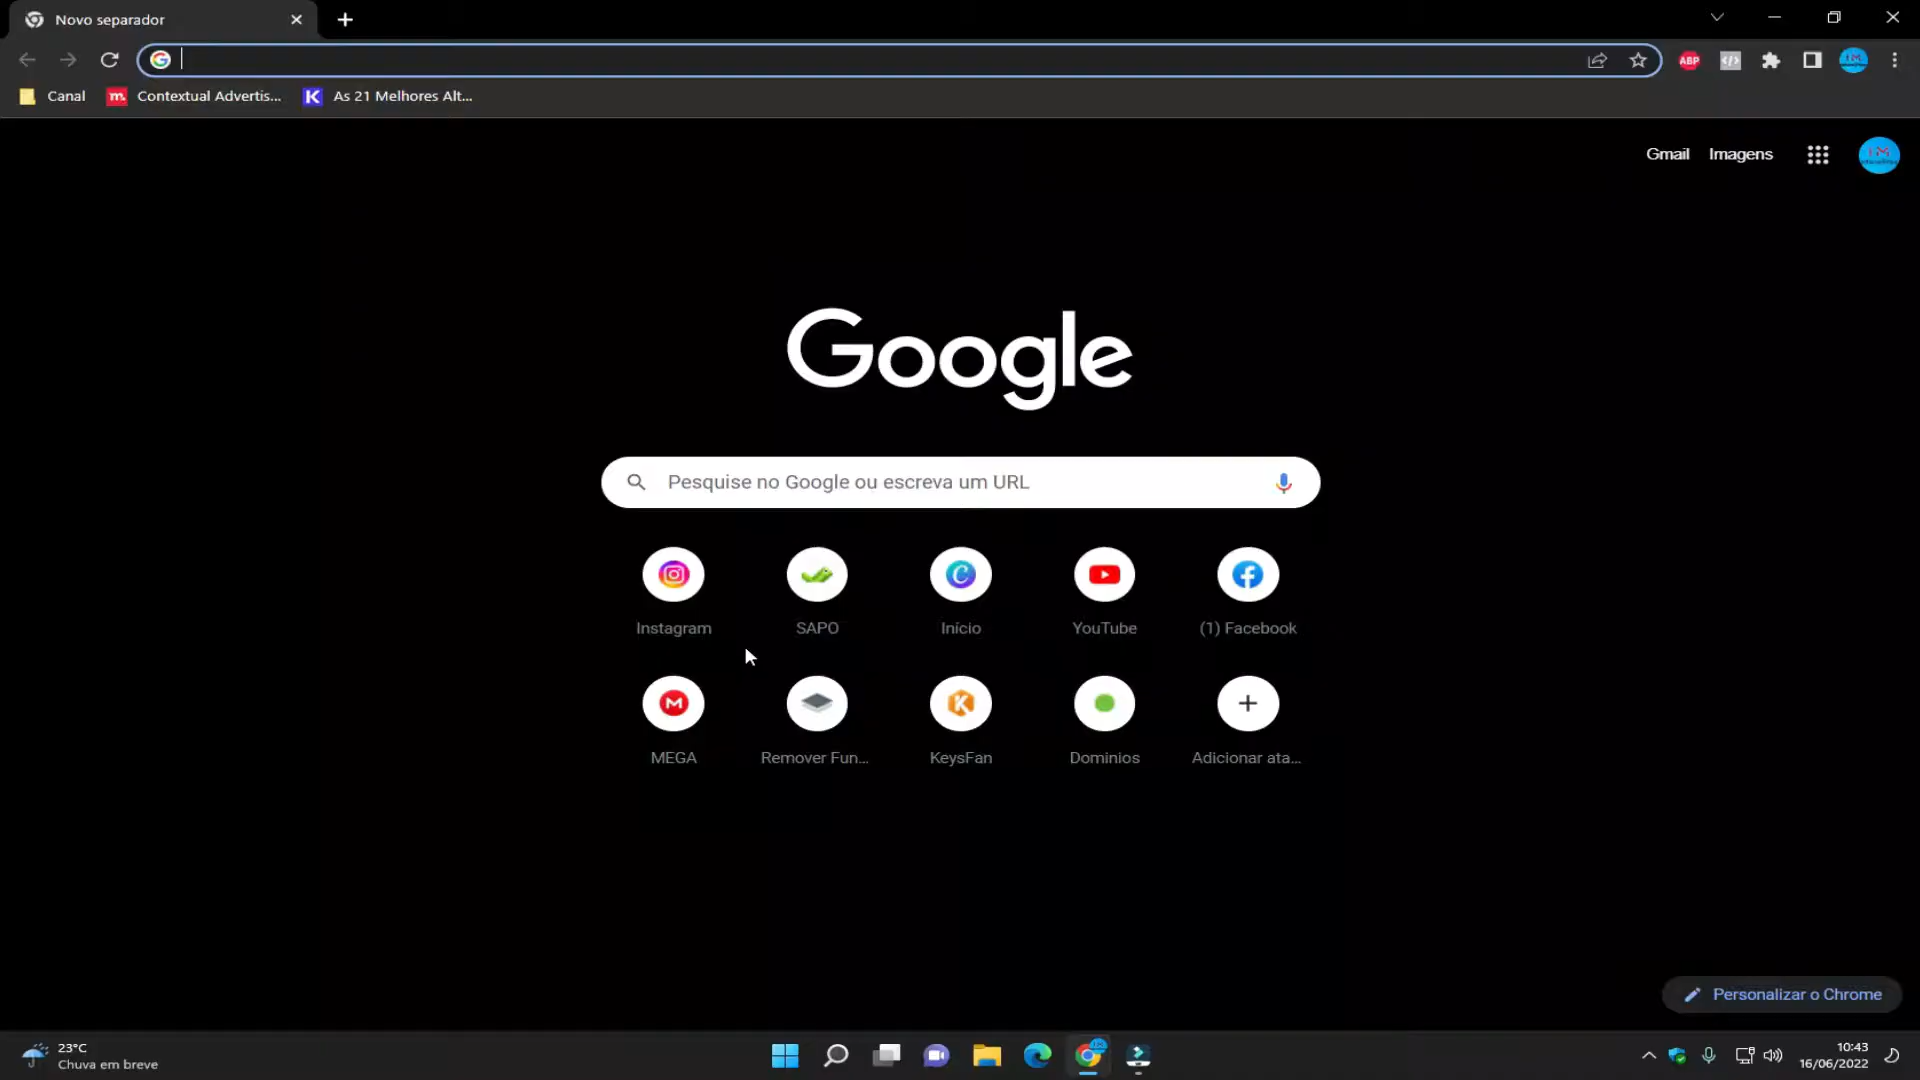 Novo separador
Canal
Contextual Advertis...
As 21 Melhores Alt...
ABP
Gmail Imagens
Google
Pesquise no Google ou escreva um URL
Instagram SAPO Início YouTube (1) Facebook
MEGA Remover Fun... KeysFan Dominios Adicionar ata...
Personalizar o Chrome
23°C
Chuva em breve
10:43
16/06/2022